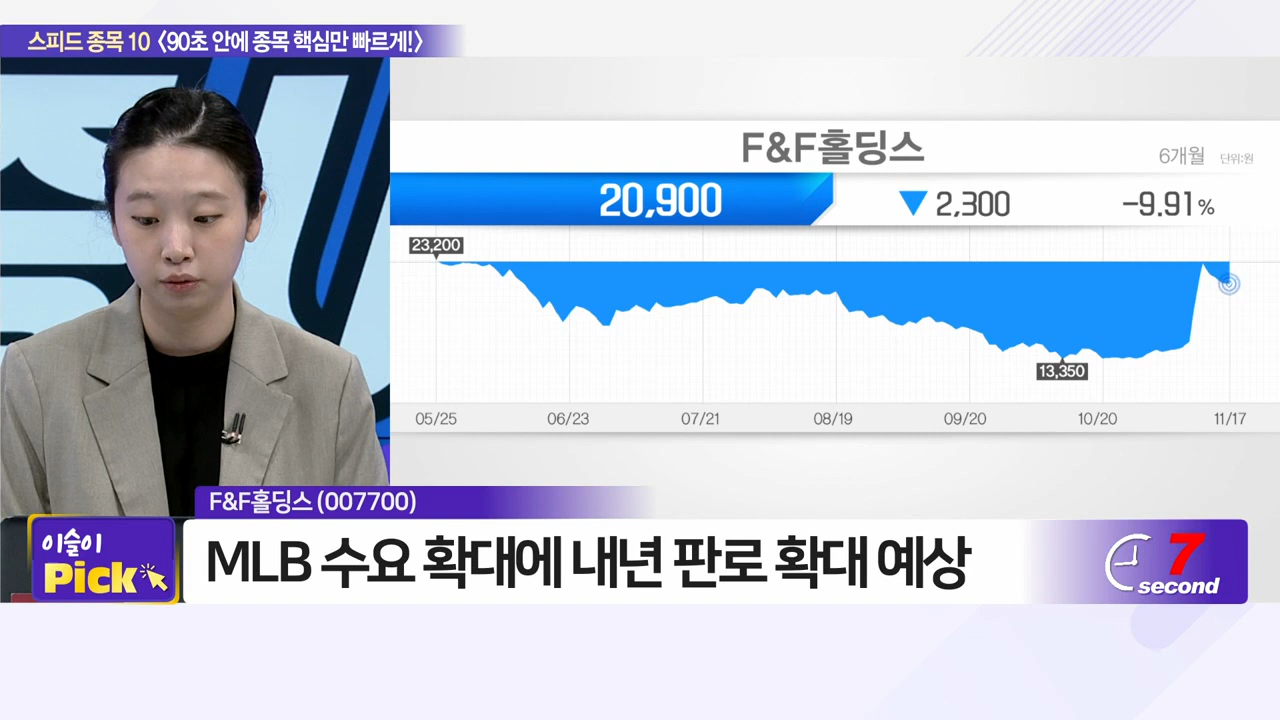 스피드 종목 10 〈90초 안에 종목 핵심만 빠르게!〉
F&F홀딩스
6개월 단위:원
20,900 ▼ 2,300 -9.91%
23,200
13,350
05/25 06/23 07/21 08/19 09/20 10/20 11/17
F&F홀딩스 (007700)
이슬이
Pick
MLB 수요 확대에 내년 판로 확대 예상
7
second